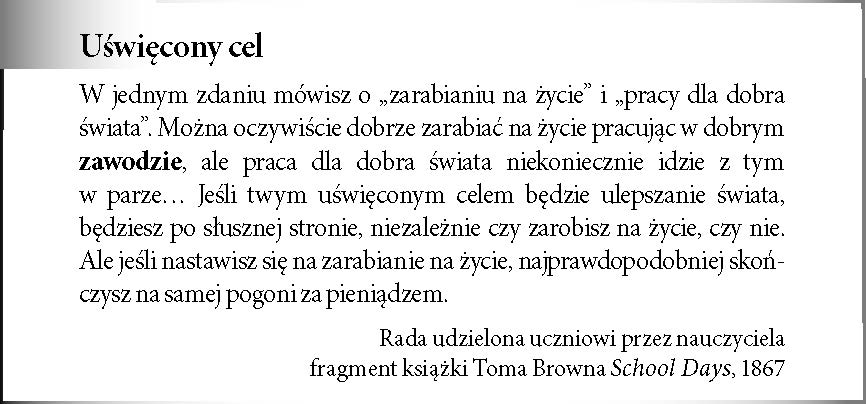 Uświęcony cel
W jednym zdaniu mówisz o „zarabianiu na życie” i „pracy dla dobra
świata”. Można oczywiście dobrze zarabiać na życie pracując w dobrym
zawodzie, ale praca dla dobra świata niekoniecznie idzie z tym
w parze… Jeśli twym uświęconym celem będzie ulepszanie świata,
będziesz po słusznej stronie, niezależnie czy zarobisz na życie, czy nie.
Ale jeśli nastawisz się na zarabianie na życie, najprawdopodobniej skoń-
czysz na samej pogoni za pieniądzem.
Rada udzielona uczniowi przez nauczyciela
fragment książki Toma Browna School Days, 1867